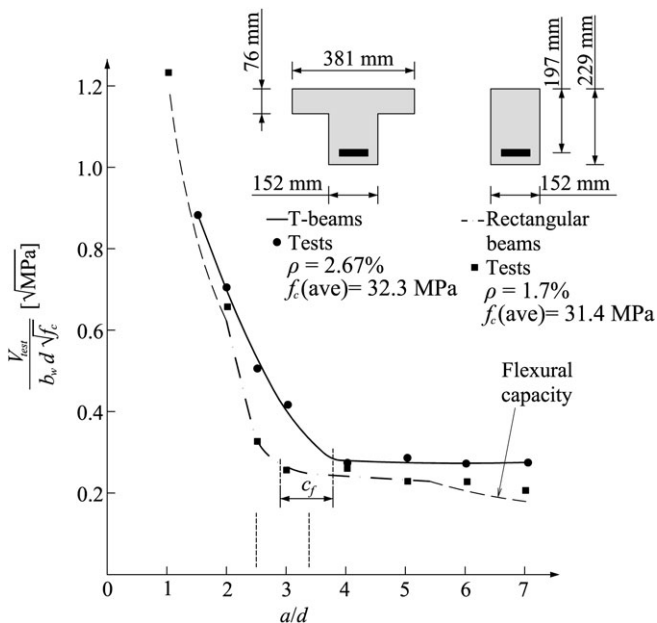 76 mm
381 mm
197 mm
229 mm
152 mm
152 mm
T-beams
Tests
ρ = 2.67%
f_c(ave)= 32.3 MPa
Rectangular
beams
Tests
ρ = 1.7%
f_c(ave)= 31.4 MPa
Flexural
capacity
c_f
V_test
b_w d √f_c
[√MPa]
1.2
1.0
0.8
0.6
0.4
0.2
0 1 2 3 4 5 6 7
a/d